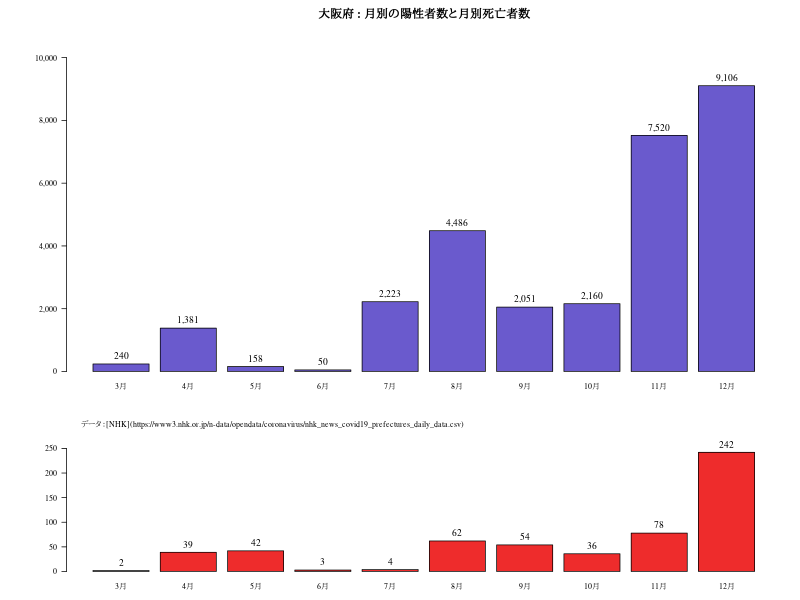 大阪府 : 月別の陽性者数と月別死亡者数
10,000
8,000
6,000
4,000
2,000
0
240
1,381
158
50
2,223
4,486
2,051
2,160
7,520
9,106
3月
4月
5月
6月
7月
8月
9月
10月
11月
12月
データ:[NHK](https://www3.nhk.or.jp/n-data/opendata/coronavirus/nhk_news_covid19_prefectures_daily_data.csv)
250
200
150
100
50
0
2
39
42
3
4
62
54
36
78
242
3月
4月
5月
6月
7月
8月
9月
10月
11月
12月